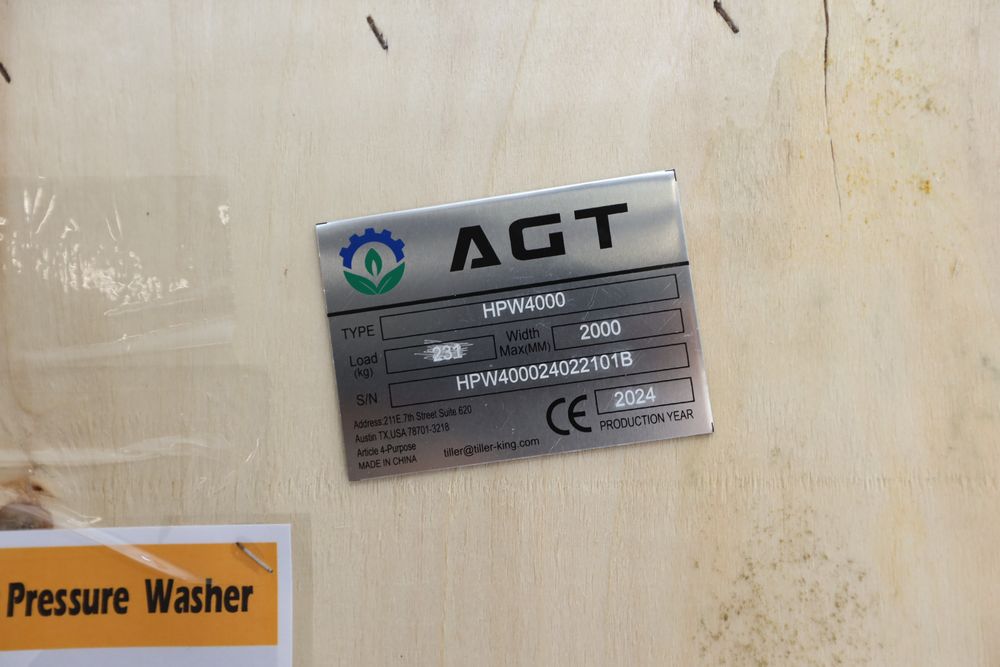 AGT
TYPE HPW4000
Load (kg) 231 Width Max(MM) 2000
S/N HPW400024022101B
Address:211E.7th Street Suite 620
Austin TX,USA 78701-3218
Article 4-Purpose
MADE IN CHINA
tiller@tiller-king.com
CE
2024
PRODUCTION YEAR
Pressure Washer